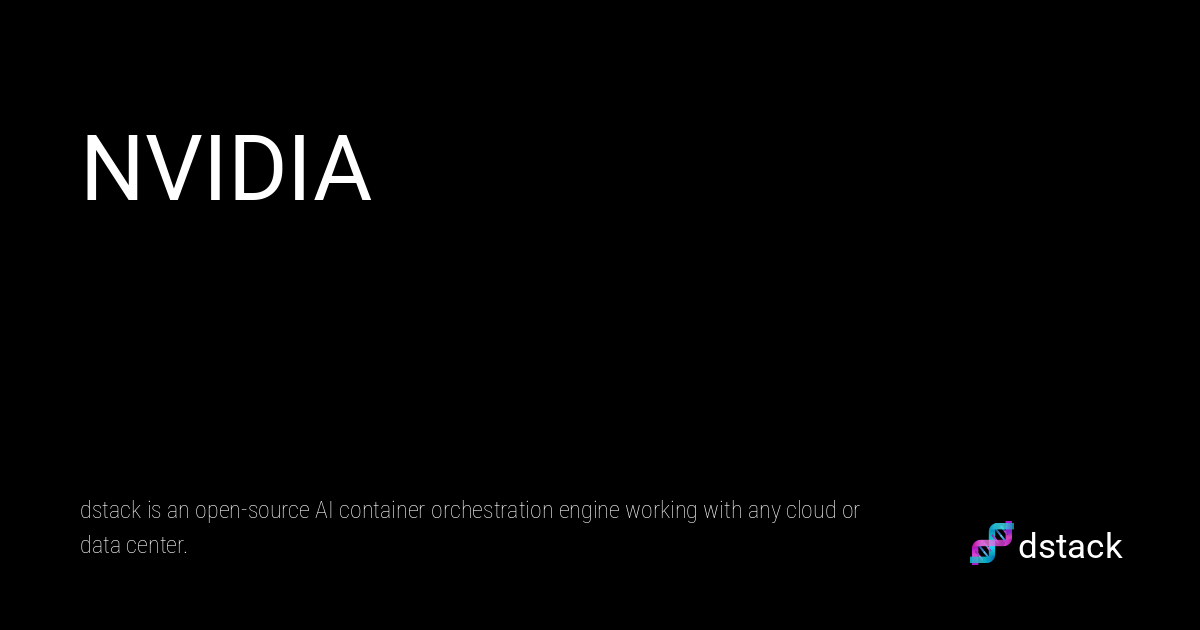 NVIDIA
dstack is an open-source AI container orchestration engine working with any cloud or
data center.
dstack